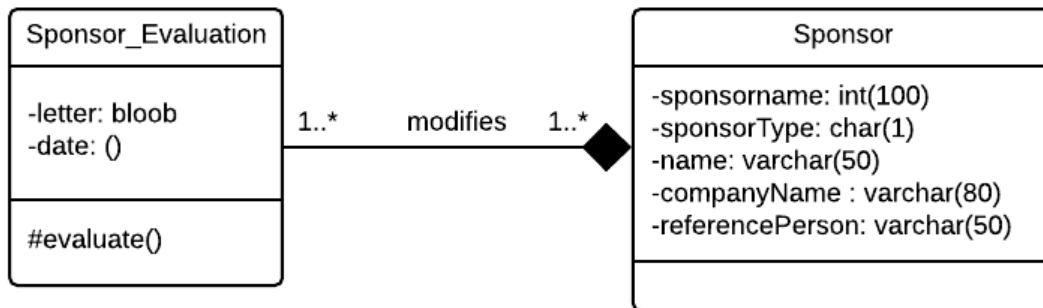 Sponsor_Evaluation
-letter: bloob
-date: ()
#evaluate()
1..* modifies 1..*
Sponsor
-sponsorname: int(100)
-sponsorType: char(1)
-name: varchar(50)
-companyName : varchar(80)
-referencePerson: varchar(50)